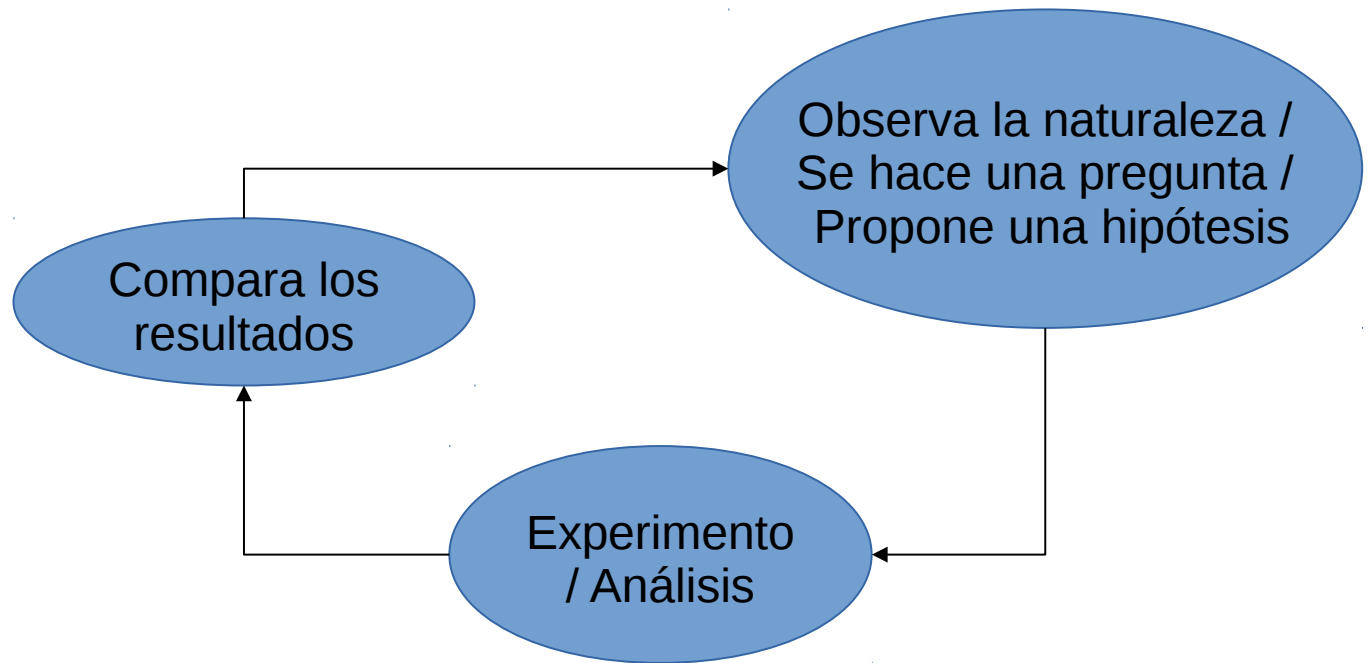 Observa la naturaleza /
Se hace una pregunta /
Propone una hipótesis
Compara los
resultados
Experimento
/ Análisis